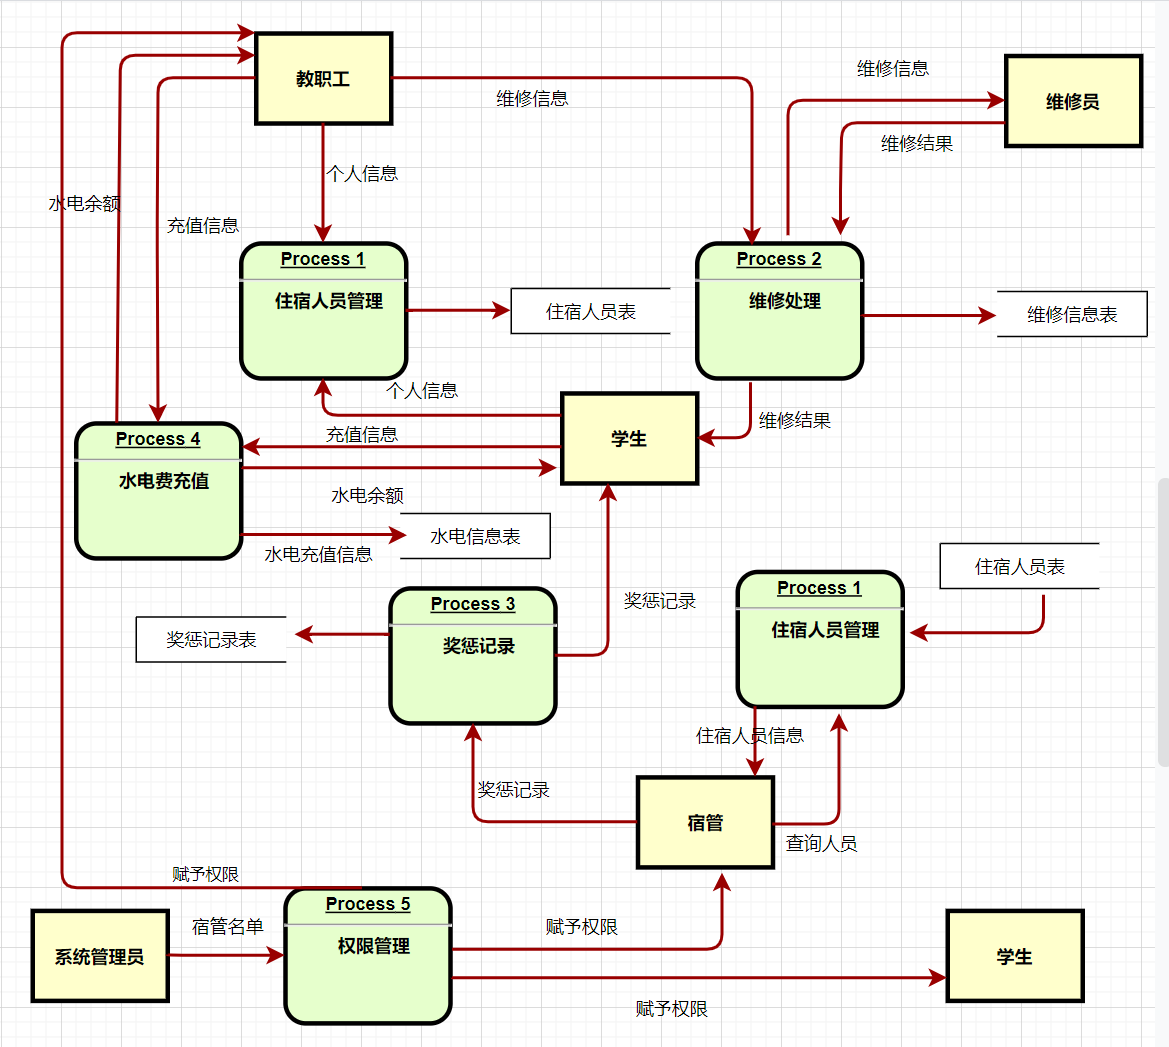 教职工
维修信息
维修信息
维修员
维修结果
个人信息
水电余额
充值信息
Process 1
住宿人员管理
住宿人员表
Process 2
维修处理
维修信息表
个人信息
充值信息
学生
维修结果
Process 4
水电费充值
水电余额
水电充值信息
水电信息表
奖惩记录表
Process 3
奖惩记录
奖惩记录
Process 1
住宿人员管理
住宿人员表
住宿人员信息
奖惩记录
宿管
查询人员
赋予权限
系统管理员
宿管名单
Process 5
权限管理
赋予权限
赋予权限
学生